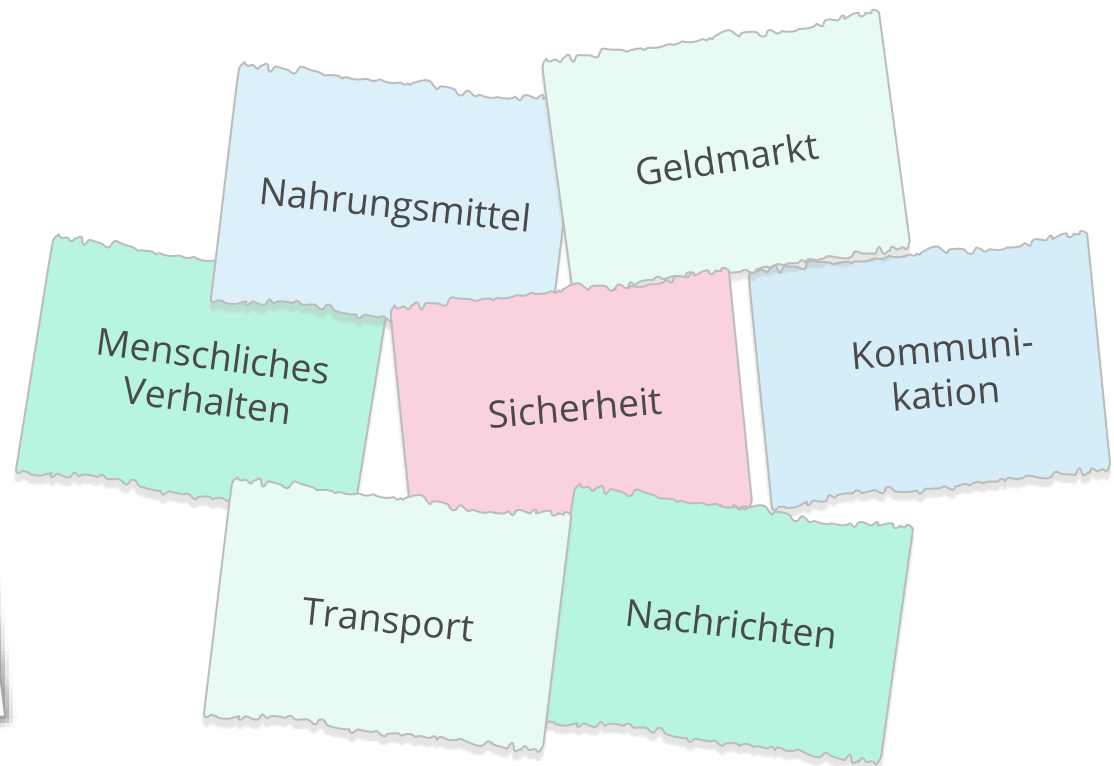 Geldmarkt
Nahrungsmittel
Menschliches
Verhalten
Sicherheit
Kommuni-
kation
Transport
Nachrichten